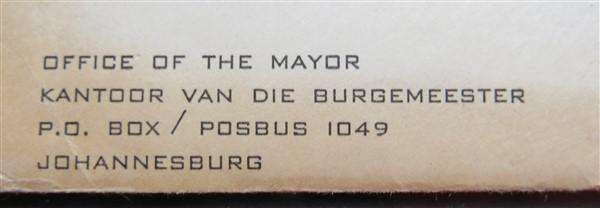 OFFICE OF THE MAYOR
KANTOOR VAN DIE BURGEMEESTER
P.O. BOX / POSBUS 1049
JOHANNESBURG